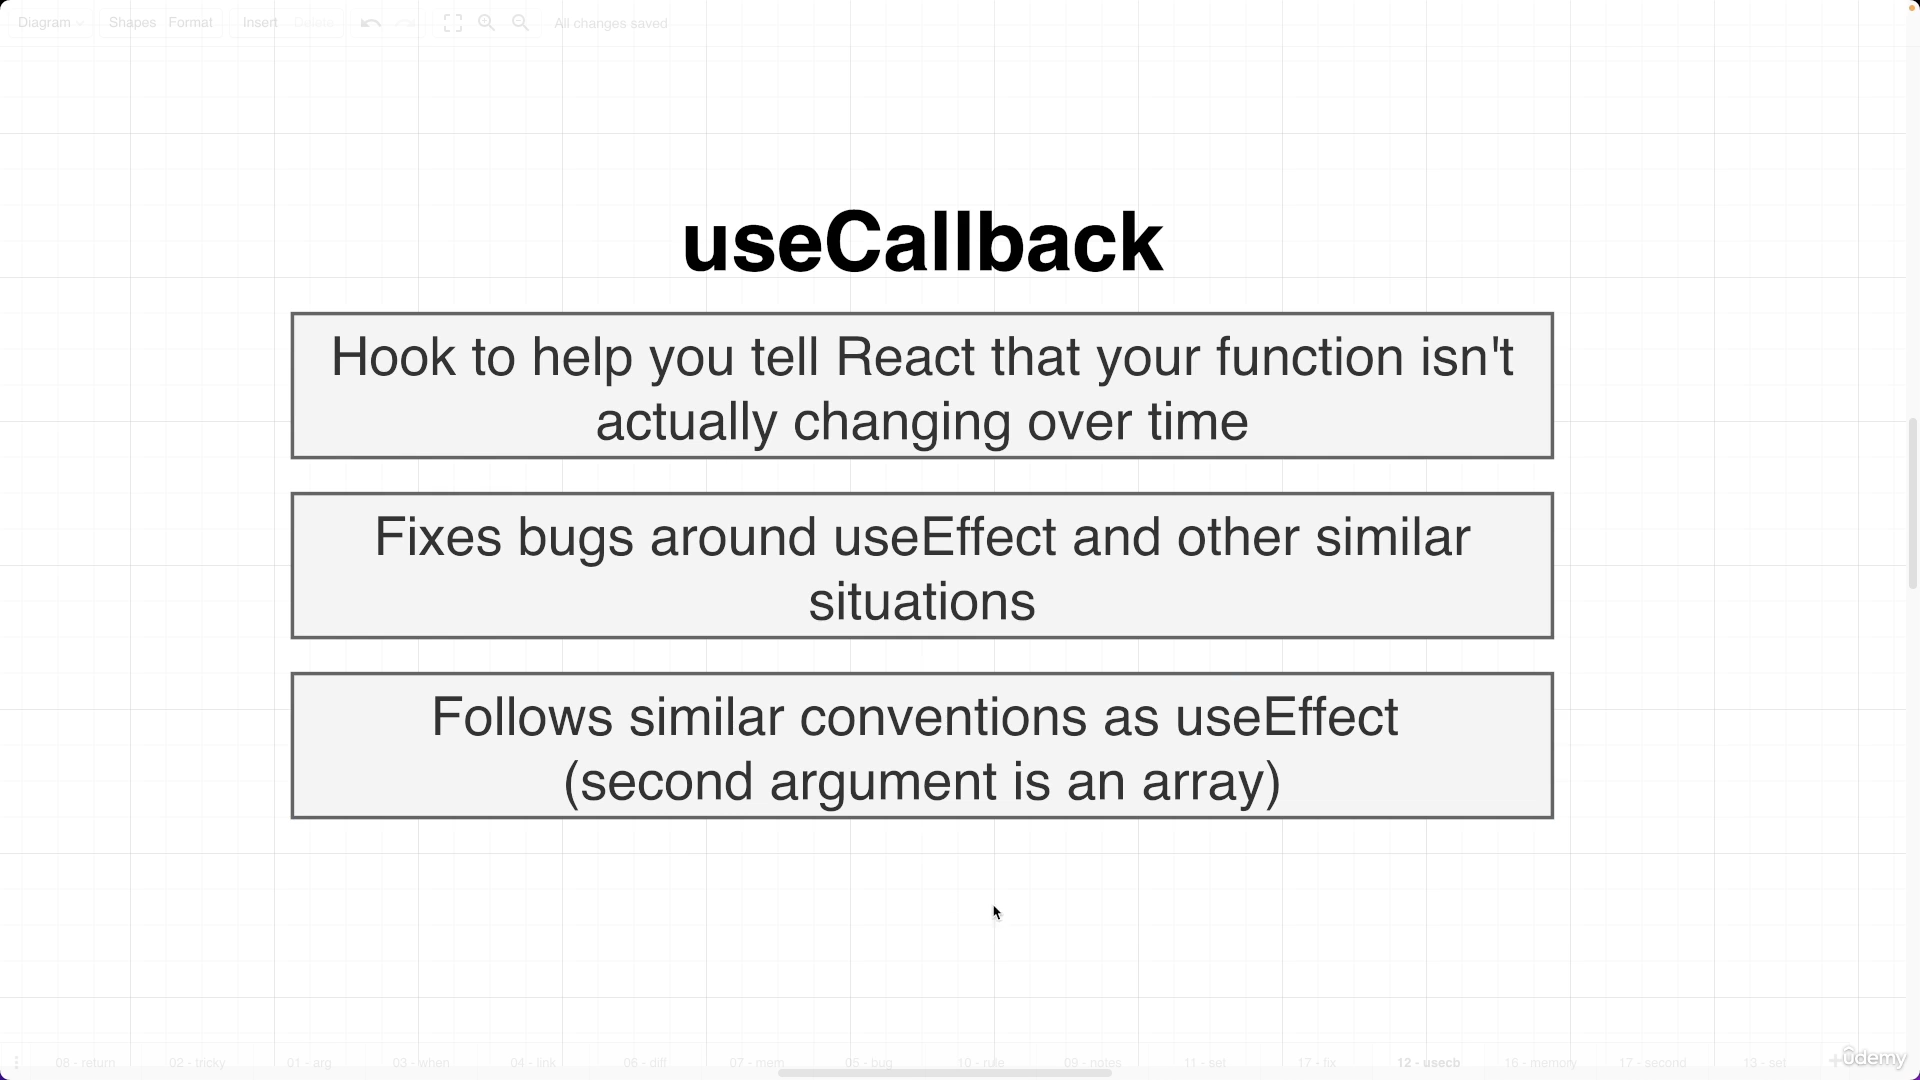 Diagram Shapes Format Insert Delete All changes saved
useCallback
Hook to help you tell React that your function isn't
actually changing over time
Fixes bugs around useEffect and other similar
situations
Follows similar conventions as useEffect
(second argument is an array)
08 - return 02 - tricky 01 - arg 03 - when 04 - link 06 - diff 07 - mem 05 - bug 10 - rule 09 - notes 11 - set 17 - fix 12 - usecb 16 - memory 17 - second 13 - set
ûdemy